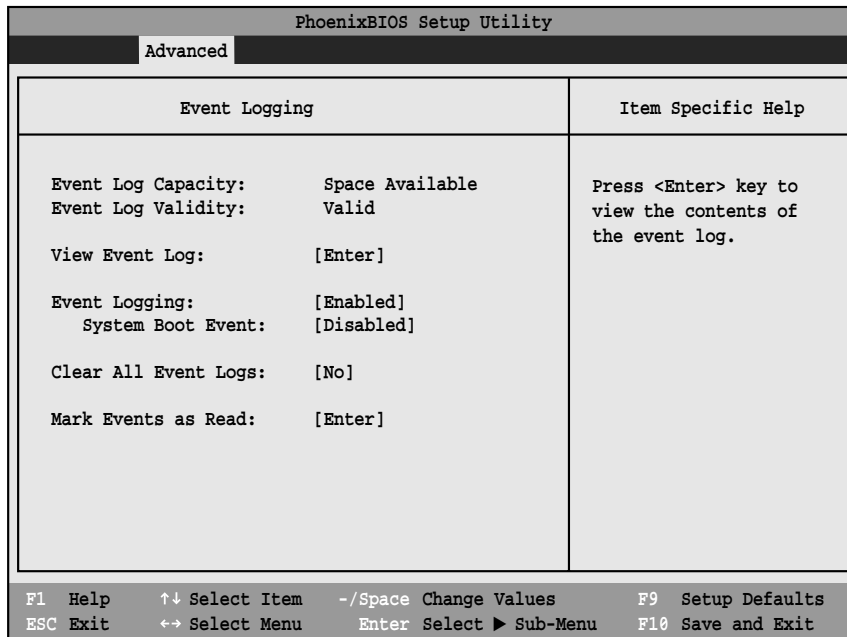 PhoenixBIOS Setup Utility
Advanced
Event Logging
Item Specific Help
Event Log Capacity: Space Available
Event Log Validity: Valid
View Event Log: [Enter]
Event Logging: [Enabled]
System Boot Event: [Disabled]
Clear All Event Logs: [No]
Mark Events as Read: [Enter]
Press <Enter> key to
view the contents of
the event log.
F1 Help ↑↓ Select Item -/Space Change Values F9 Setup Defaults
ESC Exit ←→ Select Menu Enter Select ▶ Sub-Menu F10 Save and Exit